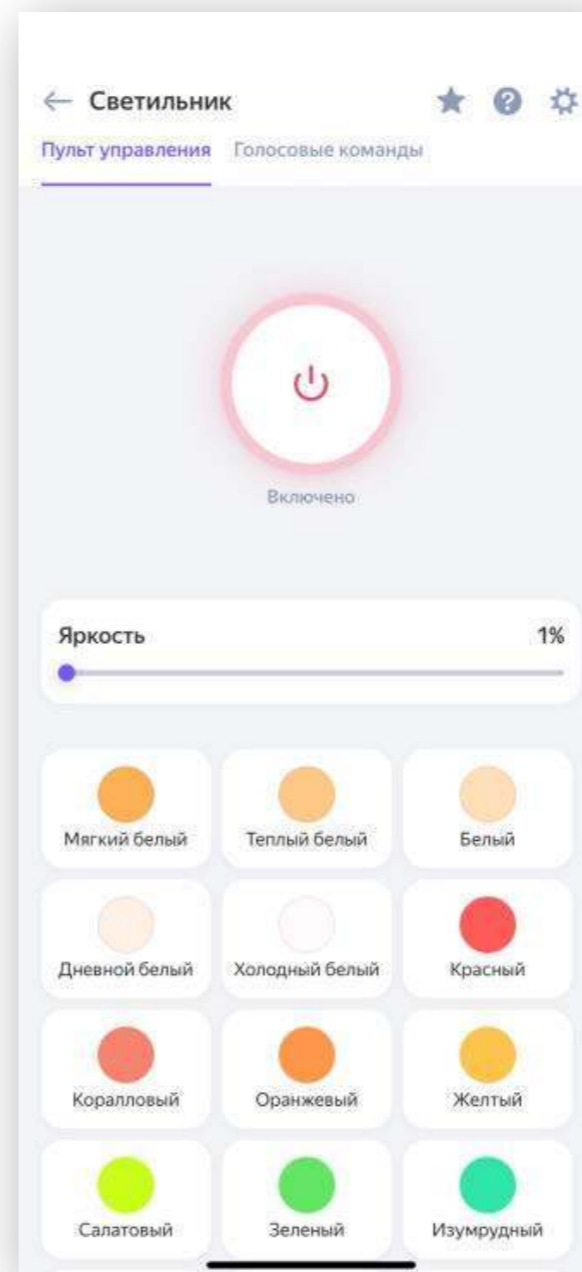 Светильник
Пульт управления Голосовые команды
Включено
Яркость 1%
Мягкий белый Теплый белый Белый
Дневной белый Холодный белый Красный
Коралловый Оранжевый Желтый
Салатовый Зеленый Изумрудный